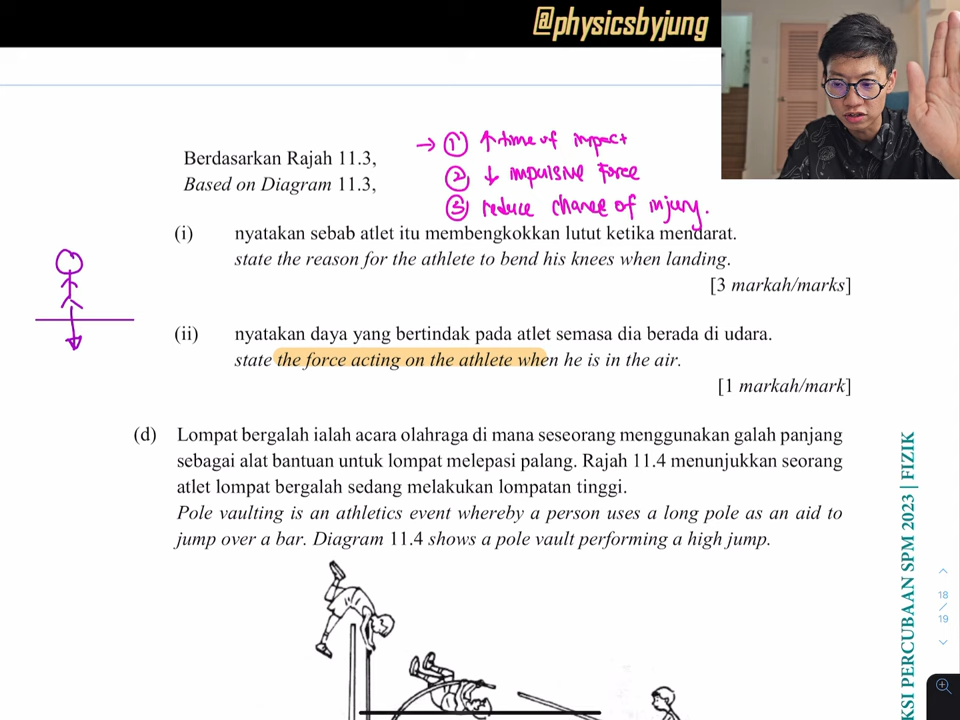 @physicsbyjung
→ ① ↑ time of impact
Berdasarkan Rajah 11.3,
② ↓ impulsive force
Based on Diagram 11.3,
③ reduce chance of injury.
(i) nyatakan sebab atlet itu membengkokkan lutut ketika mendarat.
state the reason for the athlete to bend his knees when landing.
[3 markah/marks]
(ii) nyatakan daya yang bertindak pada atlet semasa dia berada di udara.
state the force acting on the athlete when he is in the air.
[1 markah/mark]
(d) Lompat bergalah ialah acara olahraga di mana seseorang menggunakan galah panjang
sebagai alat bantuan untuk lompat melepasi palang. Rajah 11.4 menunjukkan seorang
atlet lompat bergalah sedang melakukan lompatan tinggi.
Pole vaulting is an athletics event whereby a person uses a long pole as an aid to
jump over a bar. Diagram 11.4 shows a pole vault performing a high jump.
KSI PERCUBAAN SPM 2023 | FIZIK
18
/
19